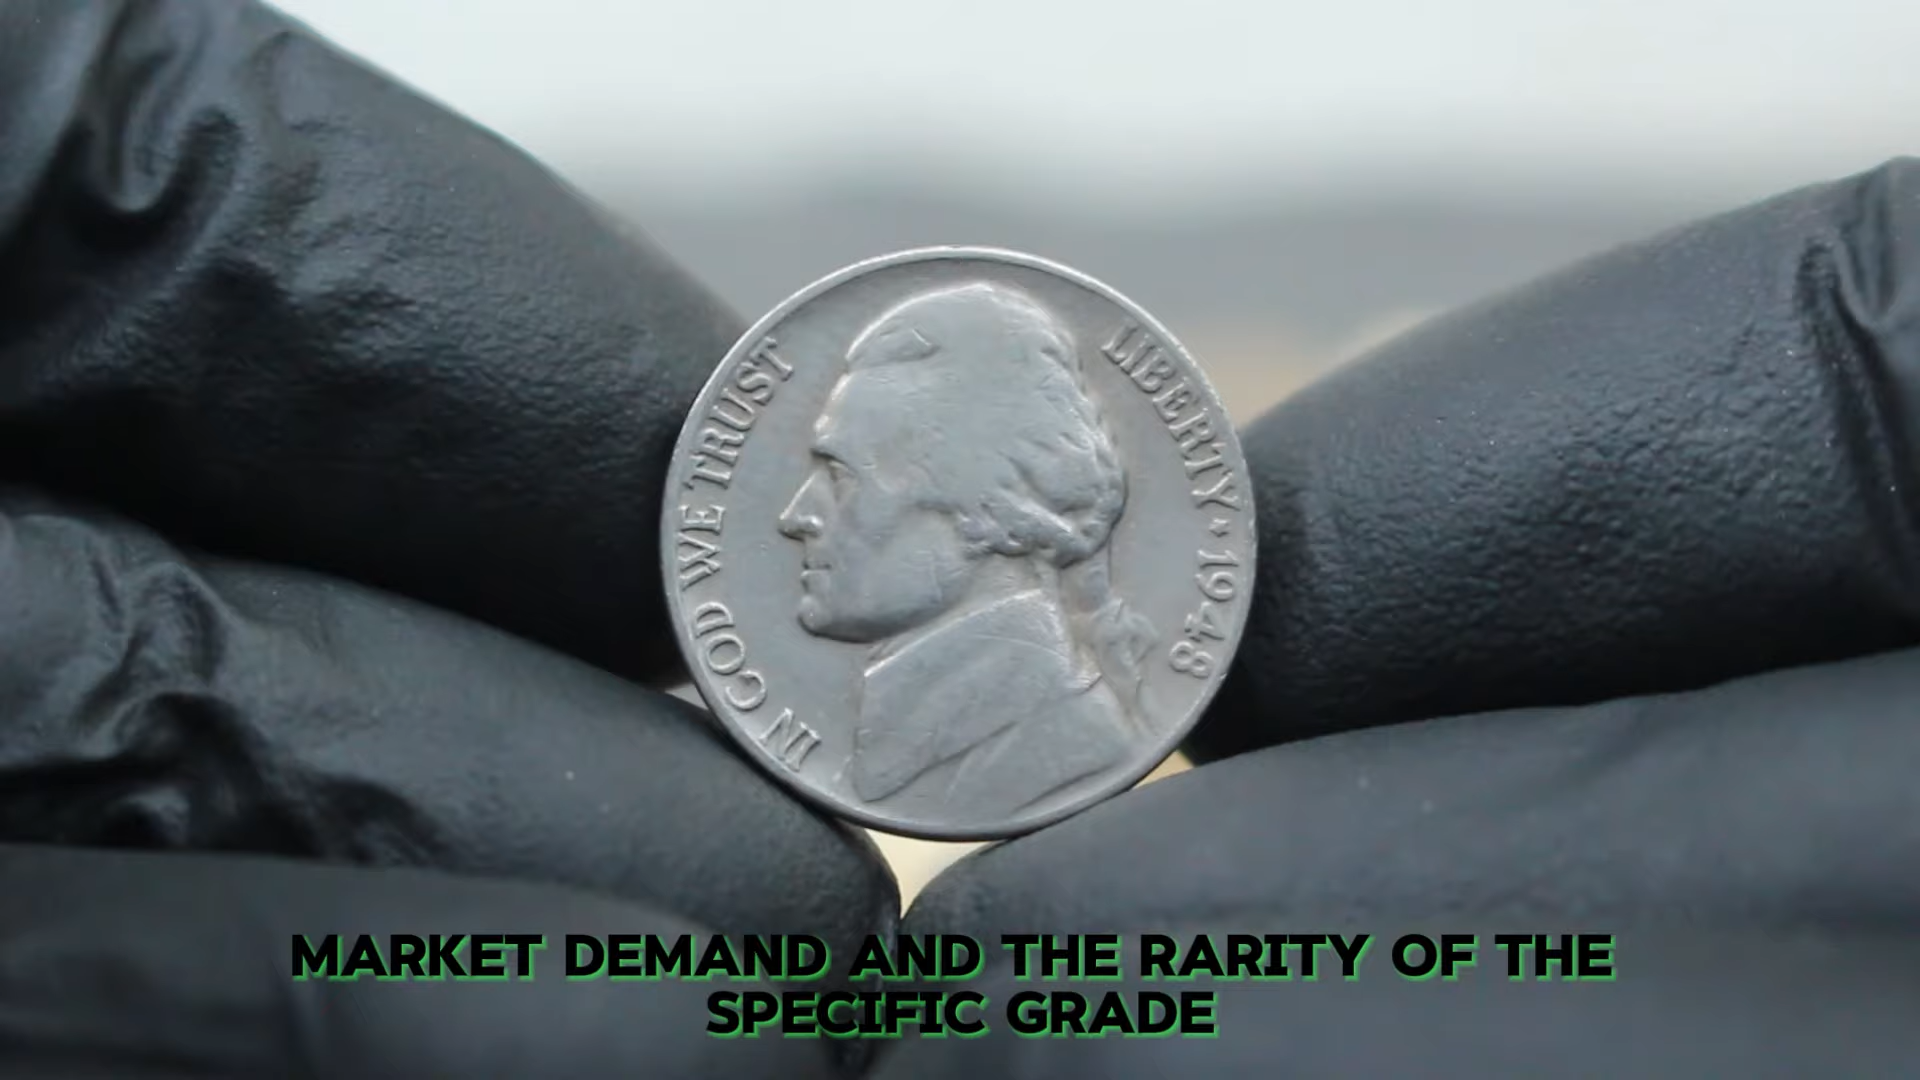 IN GOD WE TRUST
LIBERTY ★ 1948
MARKET DEMAND AND THE RARITY OF THE
SPECIFIC GRADE